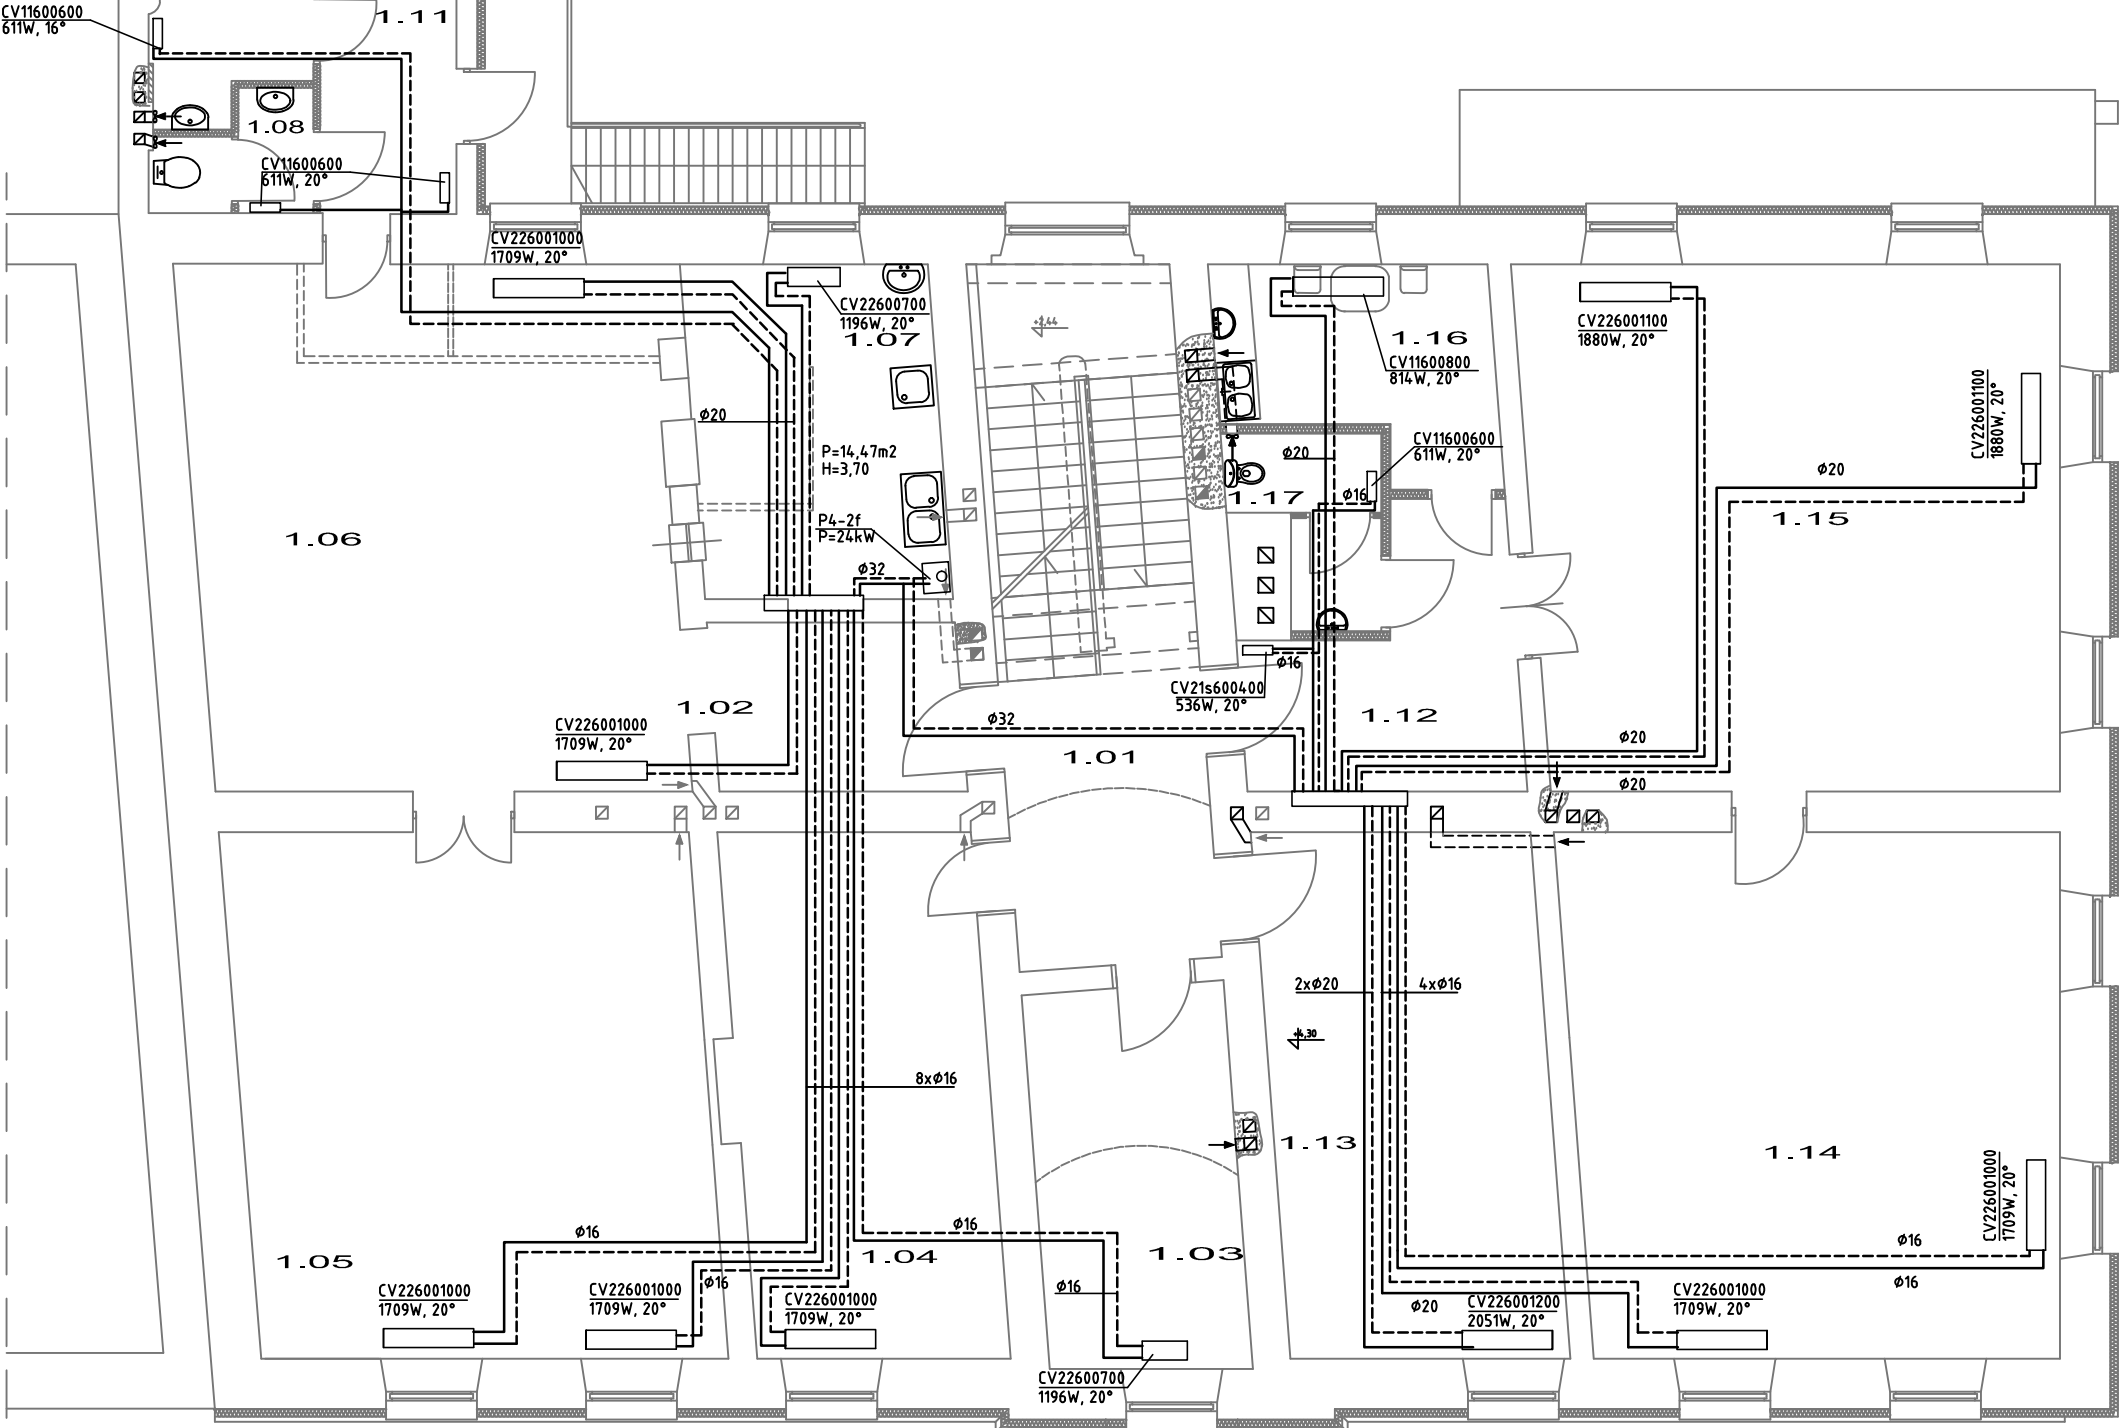 CV11600600
611W, 16°
1.11
1.08
CV11600600
611W, 20°
CV226001000
1709W, 20°
CV22600700
1196W, 20°
1.07
+2,44
1.16
CV11600800
814W, 20°
CV226001100
1880W, 20°
CV226001100
1880W, 20°
Ø20
P=14,47m2
H=3,70
CV11600600
611W, 20°
Ø20
Ø20
Ø16
1.17
1.15
1.06
P4-2f
P=24kW
Ø32
Ø16
CV21s600400
536W, 20°
1.02
1.12
CV226001000
1709W, 20°
Ø32
1.01
Ø20
Ø20
2xØ20
4xØ16
+4,30
8xØ16
1.13
1.14
CV226001000
1709W, 20°
Ø16
Ø16
Ø16
1.05
1.04
1.03
Ø16
Ø16
Ø16
CV226001000
1709W, 20°
CV226001000
1709W, 20°
CV226001000
1709W, 20°
Ø20
CV226001200
2051W, 20°
CV226001000
1709W, 20°
CV22600700
1196W, 20°